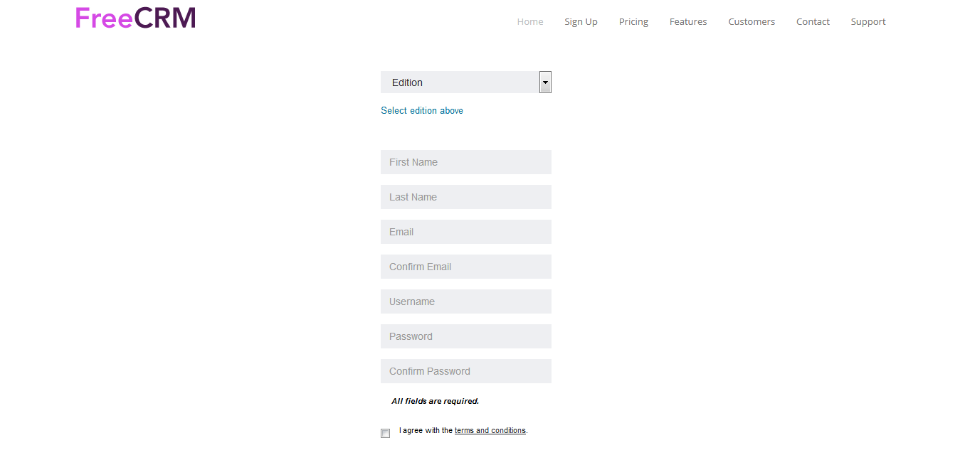 FreeCRM
Home Sign Up Pricing Features Customers Contact Support
Edition
Select edition above
First Name
Last Name
Email
Confirm Email
Username
Password
Confirm Password
All fields are required.
I agree with the terms and conditions.